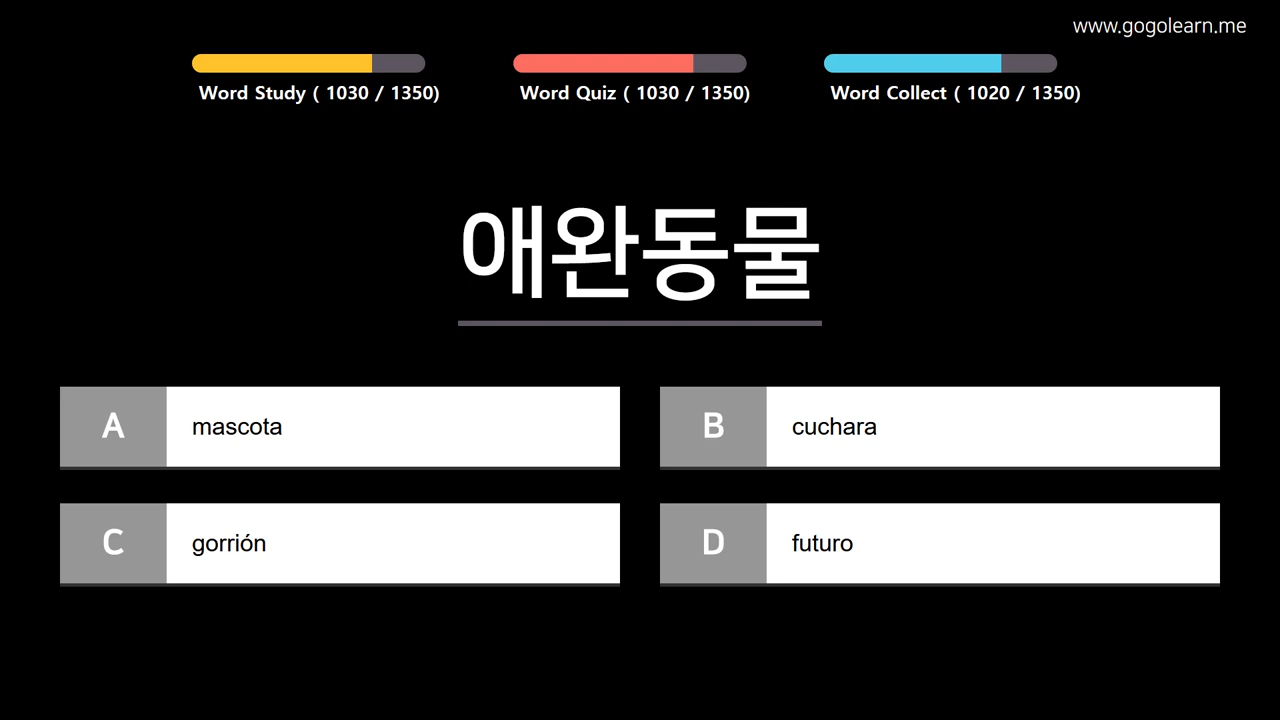 www.gogolearn.me
Word Study ( 1030 / 1350)
Word Quiz ( 1030 / 1350)
Word Collect ( 1020 / 1350)
애완동물
A mascota
B cuchara
C gorrión
D futuro